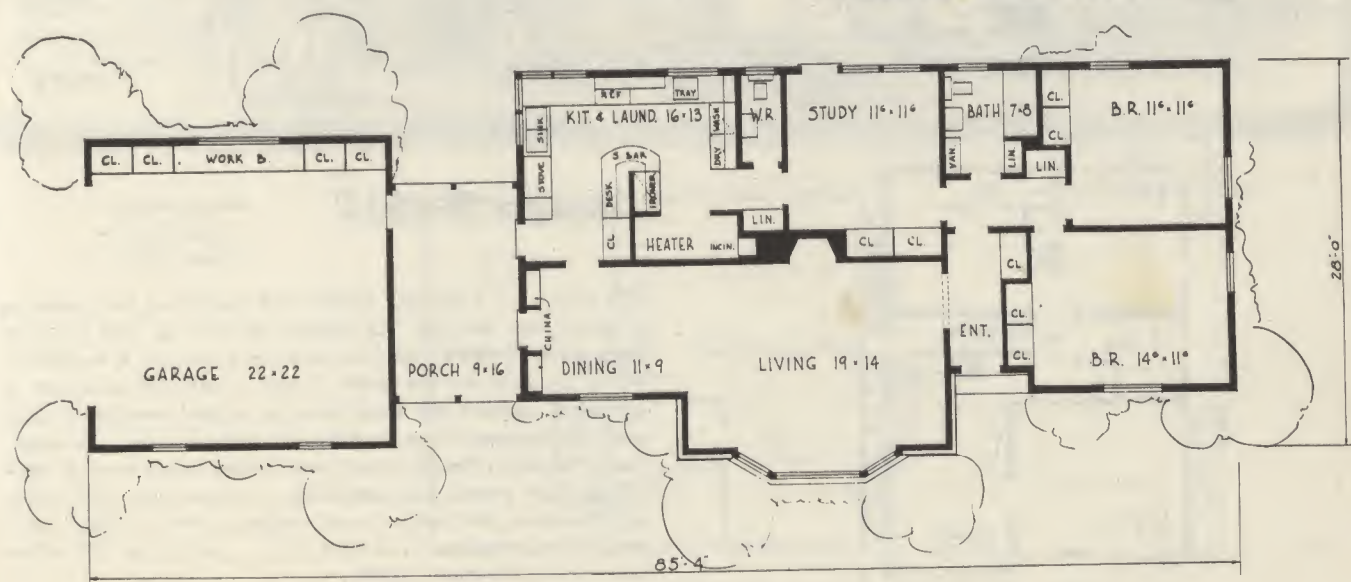 CL. CL. WORK B. CL. CL.
GARAGE 22×22
PORCH 9×16
REF
TRAY
KIT. & LAUND. 16×13
SINK
STOVE
S BAR
DESK
IRONER
WASH
DRY
CL
HEATER
INCIN.
W.R.
LIN.
STUDY 11⁶×11⁶
CL CL.
BATH 7×8
VAN.
LIN.
CL.
CL
LIN.
B.R. 11⁶×11⁶
CHINA
DINING 11×9
LIVING 19×14
ENT.
CL
CL.
CL.
B.R. 14⁰×11⁶
28'-0"
85'-4"